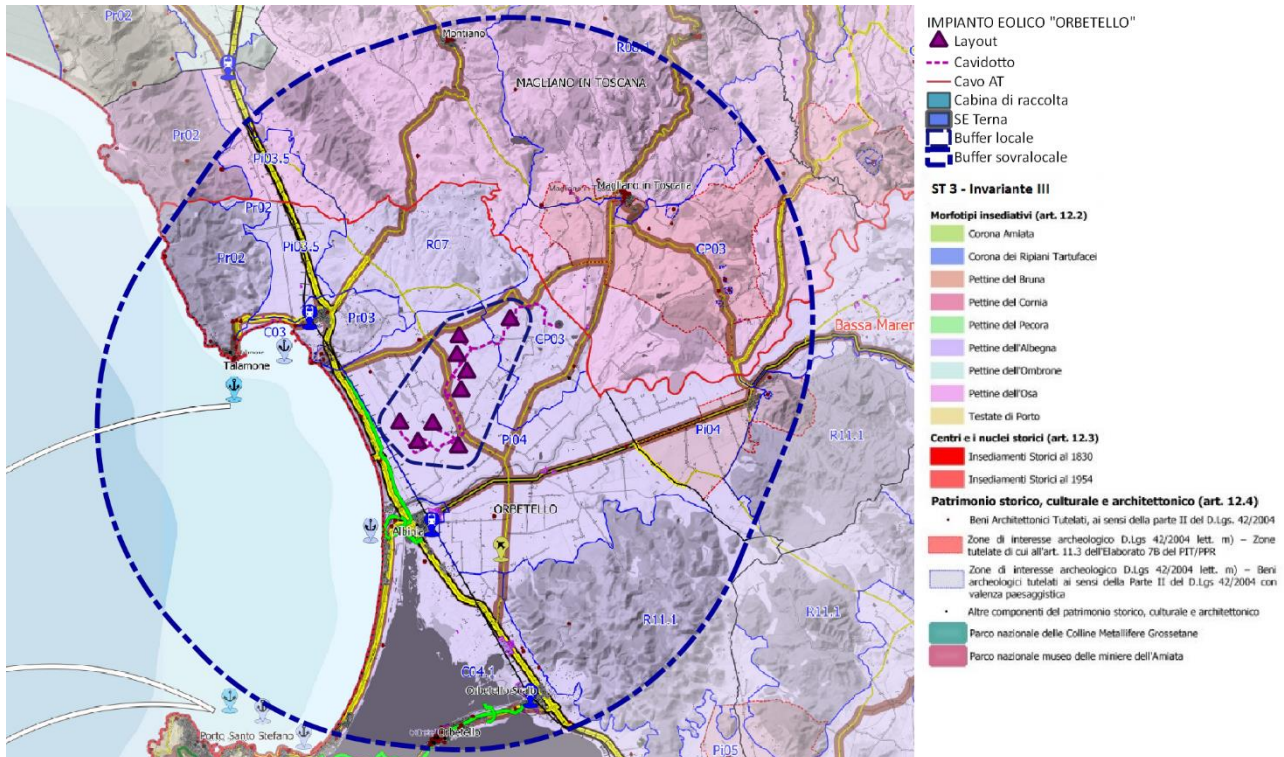 Pr02
Montiano
R08.1
MAGLIANO IN TOSCANA
Pr02
Pi03.5
Magliano in Toscana
Pr02
Pi03.5
R07
CP03
Pr02
Bassa Marem
C03
Pr03
CP03
Talamone
Pi04
Pi04
R11.1
ORBETELLO
Albinia
R11.1
R11.1
C04.1
Orbetello Scalo
Orbetello
Porto Santo Stefano
Pi05
IMPIANTO EOLICO "ORBETELLO"
Layout
Cavidotto
Cavo AT
Cabina di raccolta
SE Terna
Buffer locale
Buffer sovralocale
ST 3 - Invariante III
Morfotipi insediativi (art. 12.2)
Corona Amiata
Corona dei Ripiani Tartufacei
Pettine del Bruna
Pettine del Cornia
Pettine del Pecora
Pettine dell'Albegna
Pettine dell'Ombrone
Pettine dell'Osa
Testate di Porto
Centri e i nuclei storici (art. 12.3)
Insediamenti Storici al 1830
Insediamenti Storici al 1954
Patrimonio storico, culturale e architettonico (art. 12.4)
Beni Architettonici Tutelati, ai sensi della parte II del D.Lgs. 42/2004
Zone di interesse archeologico D.Lgs 42/2004 lett. m) – Zone
tutelate di cui all'art. 11.3 dell'Elaborato 7B del PIT/PPR
Zone di interesse archeologico D.Lgs 42/2004 lett. m) – Beni
archeologici tutelati ai sensi della Parte II del D.Lgs 42/2004 con
valenza paesaggistica
Altre componenti del patrimonio storico, culturale e architettonico
Parco nazionale delle Colline Metallifere Grossetane
Parco nazionale museo delle miniere dell'Amiata